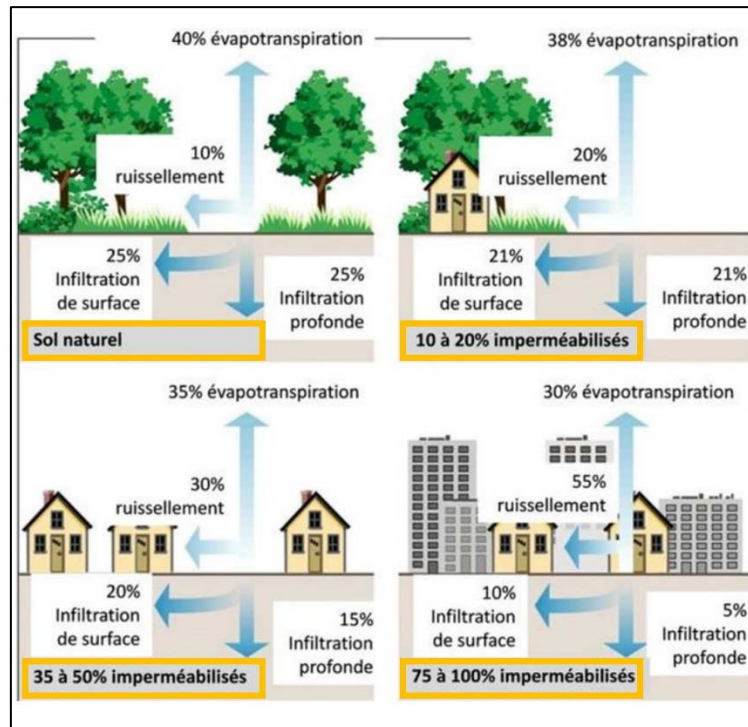 40% évapotranspiration
10%
ruissellement
25%
Infiltration
de surface
25%
Infiltration
profonde
Sol naturel
38% évapotranspiration
20%
ruissellement
21%
Infiltration
de surface
21%
Infiltration
profonde
10 à 20% imperméabilisés
35% évapotranspiration
30%
ruissellement
20%
Infiltration
de surface
15%
Infiltration
profonde
35 à 50% imperméabilisés
30% évapotranspiration
55%
ruissellement
10%
Infiltration
de surface
5%
Infiltration
profonde
75 à 100% imperméabilisés